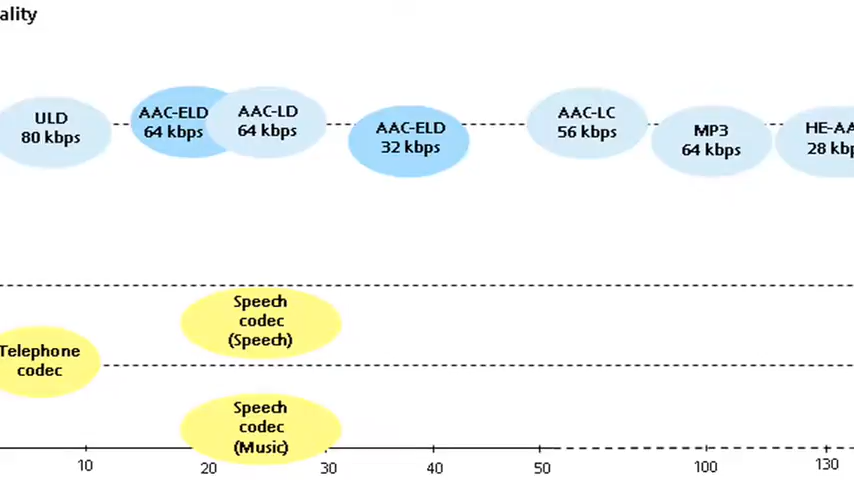 ality
ULD
80 kbps
AAC-ELD
64 kbps
AAC-LD
64 kbps
AAC-ELD
32 kbps
AAC-LC
56 kbps
MP3
64 kbps
HE-AA
28 kbp
Speech
codec
(Speech)
Telephone
codec
Speech
codec
(Music)
10
20
30
40
50
100
130